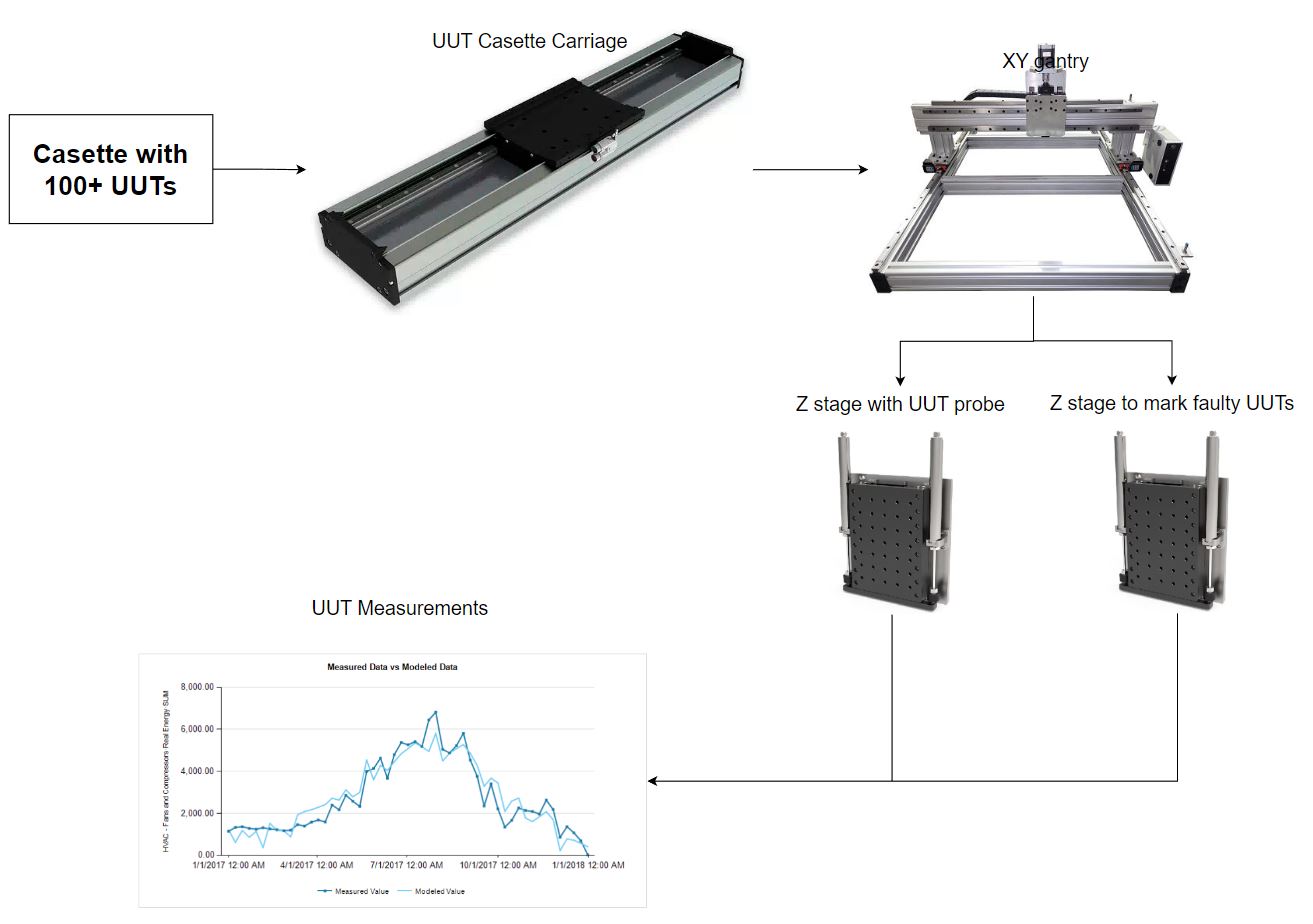 UUT Casette Carriage
XY gantry
Casette with
100+ UUTs
Z stage with UUT probe
Z stage to mark faulty UUTs
UUT Measurements
Measured Data vs Modeled Data
HVAC - Fans and Compressors Real Energy SUM
8,000.00
6,000.00
4,000.00
2,000.00
0.00
1/1/2017 12:00 AM
4/1/2017 12:00 AM
7/1/2017 12:00 AM
10/1/2017 12:00 AM
1/1/2018 12:00 AM
Measured Value
Modeled Value